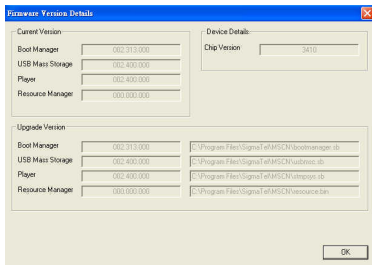 Firmware Version Details
Current Version
Boot Manager 002.313.000
USB Mass Storage 002.400.000
Player 002.400.000
Resource Manager 000.000.000
Device Details
Chip Version 3410
Upgrade Version
Boot Manager 002.313.000 C:\Program Files\SigmaTel\MSCN\bootmanager.sb
USB Mass Storage 002.400.000 C:\Program Files\SigmaTel\MSCN\usbmsc.sb
Player 002.400.000 C:\Program Files\SigmaTel\MSCN\stmpsys.sb
Resource Manager 000.000.000 C:\Program Files\SigmaTel\MSCN\resource.bin
OK